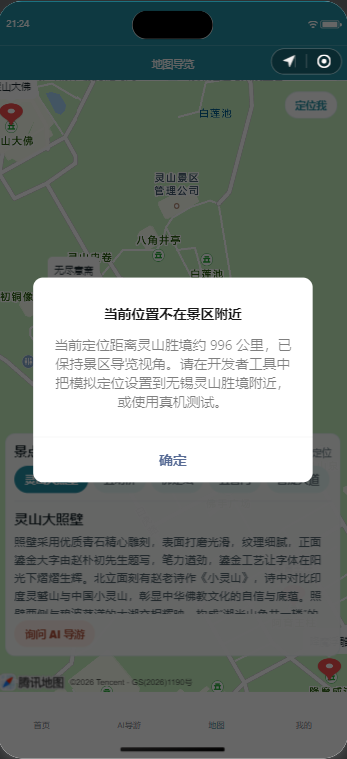 21:24
地图导览
灵山大佛
白莲池
定位我
山大佛
灵山景区
管理公司
八角井亭
灵山史卷
白莲池
无尽意斋
初铜像
当前位置不在景区附近
当前定位距离灵山胜境约 996 公里，已
保持景区导览视角。请在开发者工具中
把模拟定位设置到无锡灵山胜境附近，
或使用真机测试。
确定
定位
灵山大照壁
照壁采用优质青石精心雕刻，表面打磨光滑，纹理细腻，正面
鎏金大字由赵朴初先生题写，笔力遒劲，鎏金工艺让字体在阳
光下熠熠生辉。北立面刻有赵老诗作《小灵山》，诗中对比印
度灵鹫山与中国小灵山，彰显中华佛教文化的自信与底蕴。照
询问 AI 导游
腾讯地图
©2026 Tencent - GS(2026)1190号
首页
AI导游
地图
我的